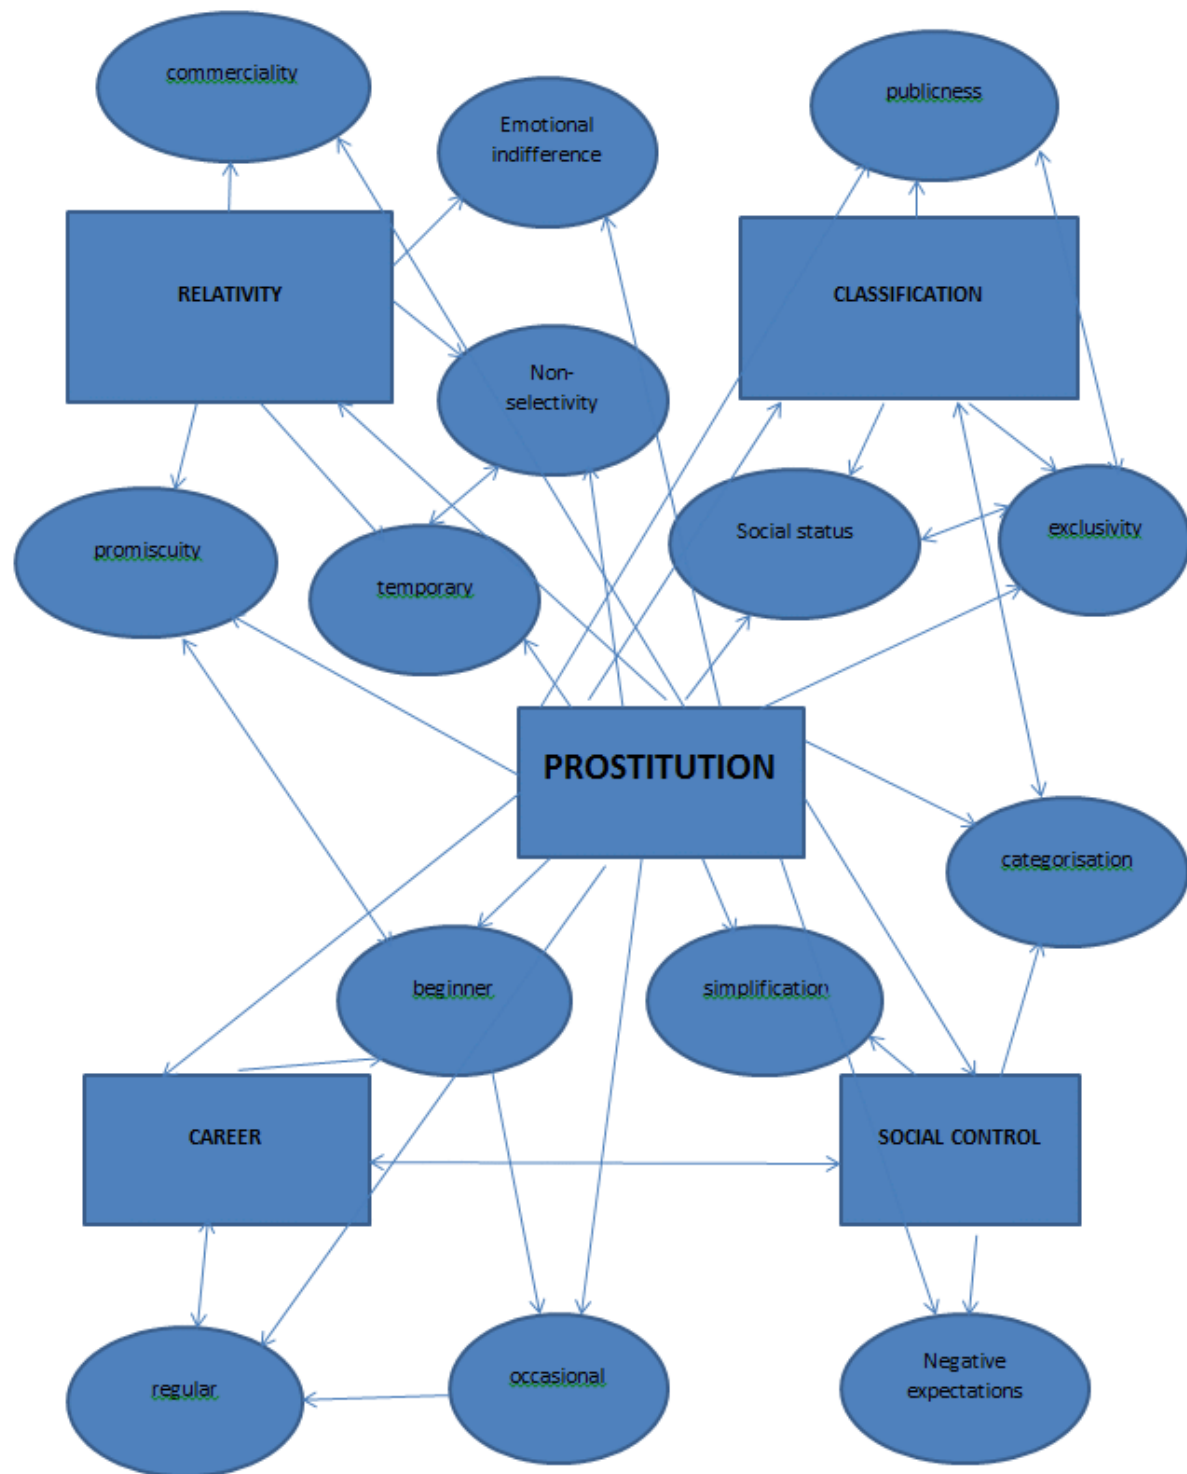 commerciality
publicness
Emotional
indifference
RELATIVITY
CLASSIFICATION
Non-
selectivity
Social status
exclusivity
promiscuity
temporary
PROSTITUTION
categorisation
beginner
simplification
CAREER
SOCIAL CONTROL
Negative
expectations
occasional
regular